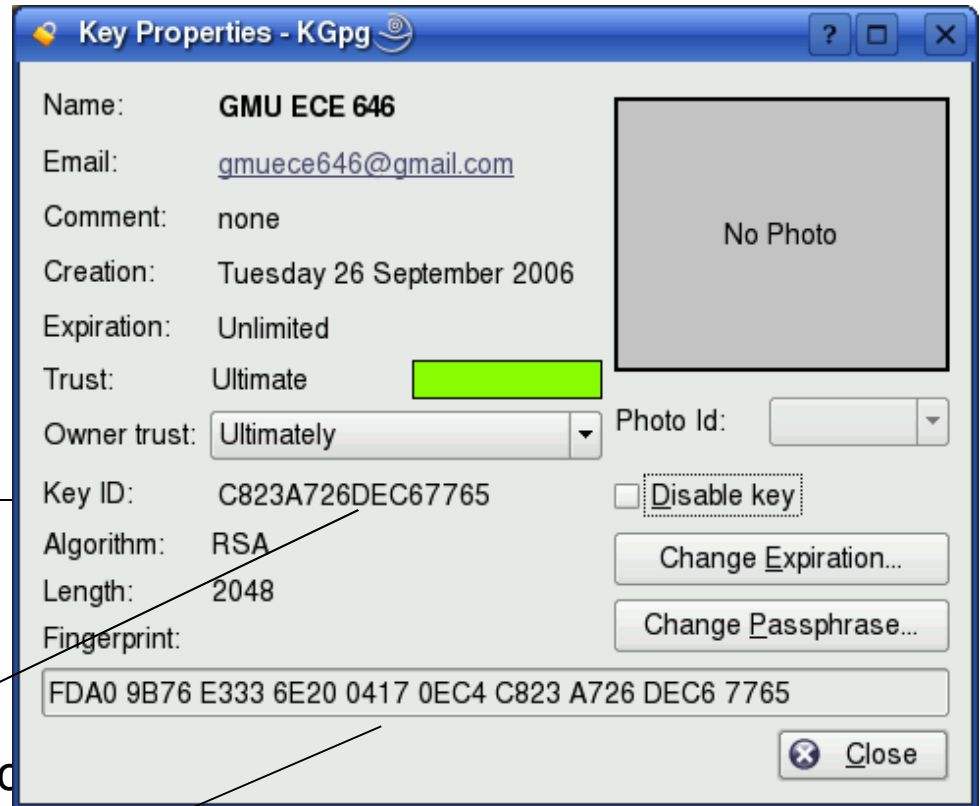 Key Properties - KGpg
Name: GMU ECE 646
Email: gmuece646@gmail.com
Comment: none
No Photo
Creation: Tuesday 26 September 2006
Expiration: Unlimited
Trust: Ultimate
Owner trust: Ultimately
Photo Id:
Key ID: C823A726DEC67765
Disable key
Algorithm: RSA
Change Expiration...
Length: 2048
Change Passphrase...
Fingerprint:
FDA0 9B76 E333 6E20 0417 0EC4 C823 A726 DEC6 7765
Close